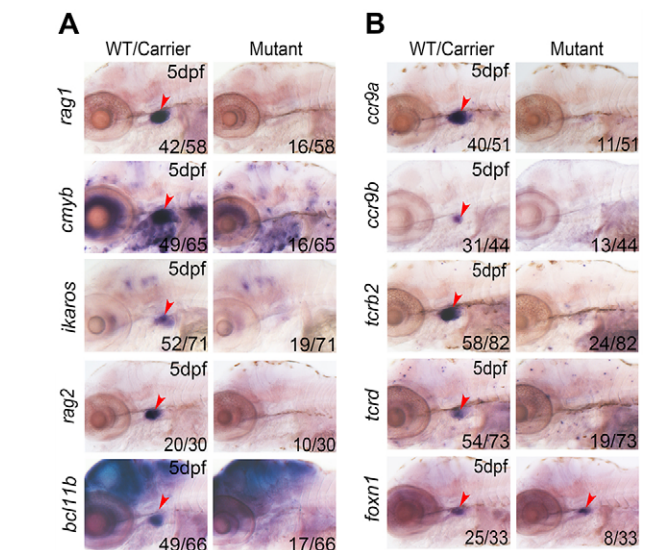 A
B
WT/Carrier Mutant
WT/Carrier Mutant
rag1 5dpf 42/58 16/58
ccr9a 5dpf 40/51 11/51
cmyb 5dpf 49/65 16/65
ccr9b 5dpf 31/44 13/44
ikaros 5dpf 52/71 19/71
tcrb2 5dpf 58/82 24/82
rag2 5dpf 20/30 10/30
tcrd 5dpf 54/73 19/73
bcl11b 5dpf 49/66 17/66
foxn1 5dpf 25/33 8/33